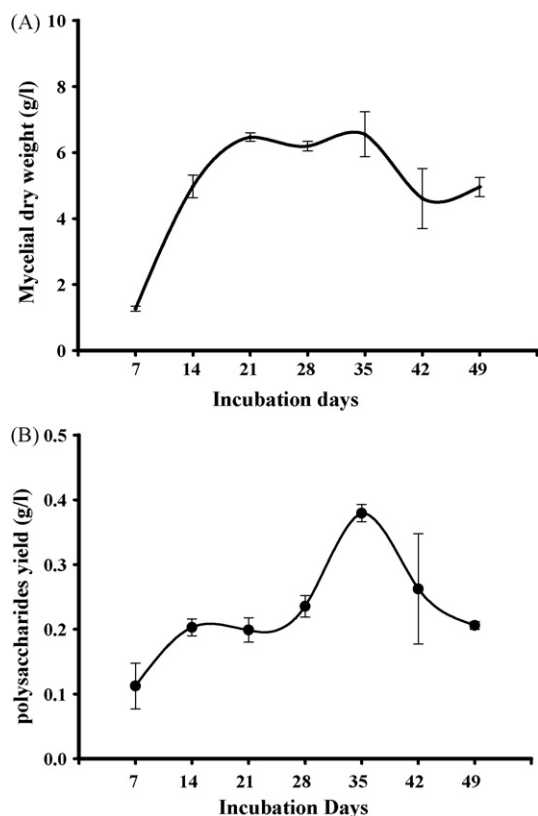 (A)
10
8
6
4
2
0
Mycelial dry weight (g/l)
7 14 21 28 35 42 49
Incubation days
(B)
0.5
0.4
0.3
0.2
0.1
0.0
polysaccharides yield (g/l)
7 14 21 28 35 42 49
Incubation Days